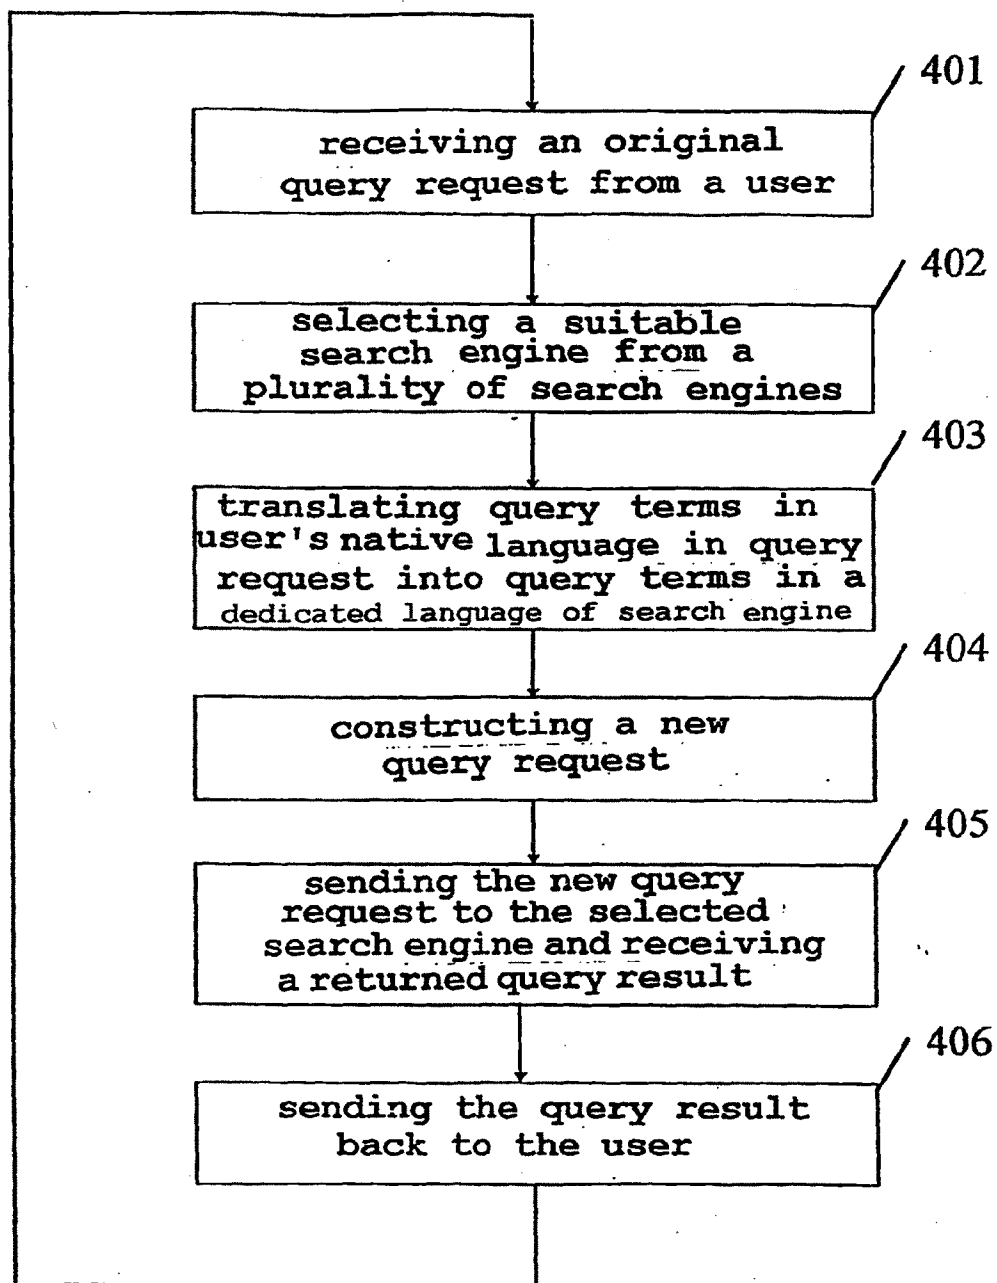 401
receiving an original
query request from a user
402
selecting a suitable
search engine from a
plurality of search engines
403
translating query terms in
user's native language in query
request into query terms in a
dedicated language of search engine
404
constructing a new
query request
405
sending the new query
request to the selected
search engine and receiving
a returned query result
406
sending the query result
back to the user